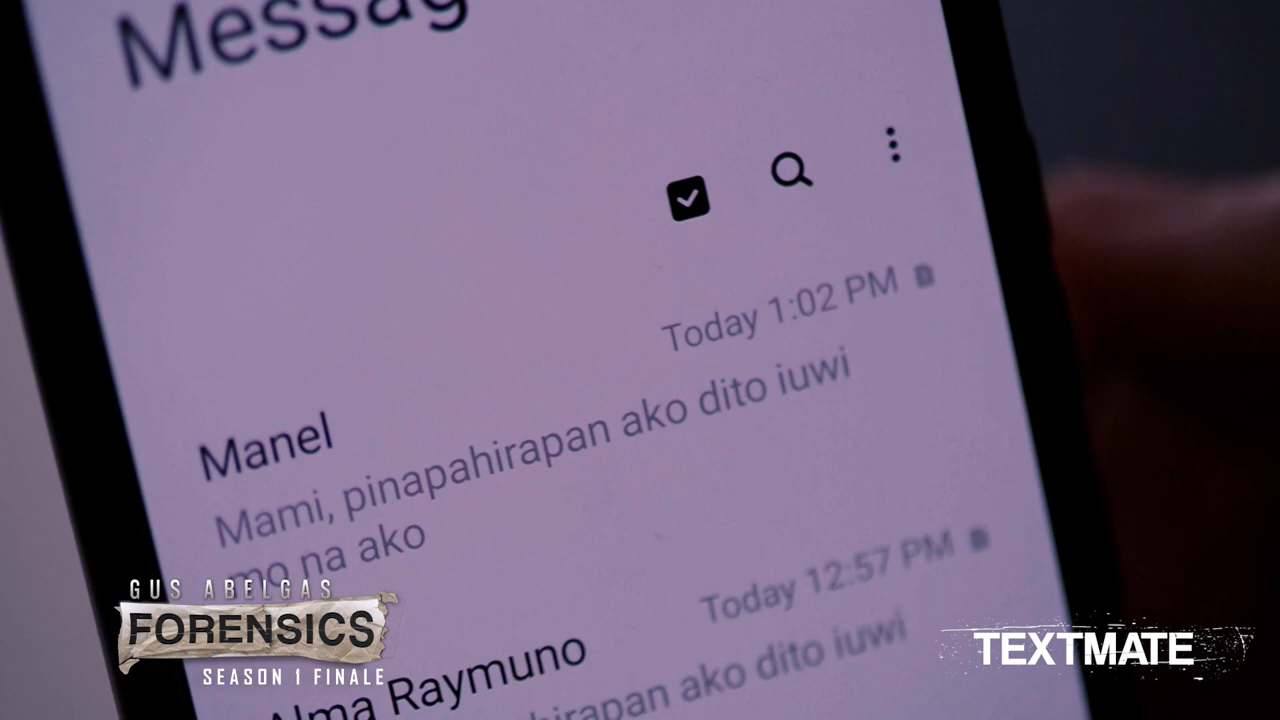 Messag
Today 1:02 PM
Manel
Mami, pinapahirapan ako dito iuwi
mo na ako
Today 12:57 PM
Alma Raymuno
hirapan ako dito iuwi
GUS ABELGAS
FORENSICS
SEASON 1 FINALE
TEXTMATE